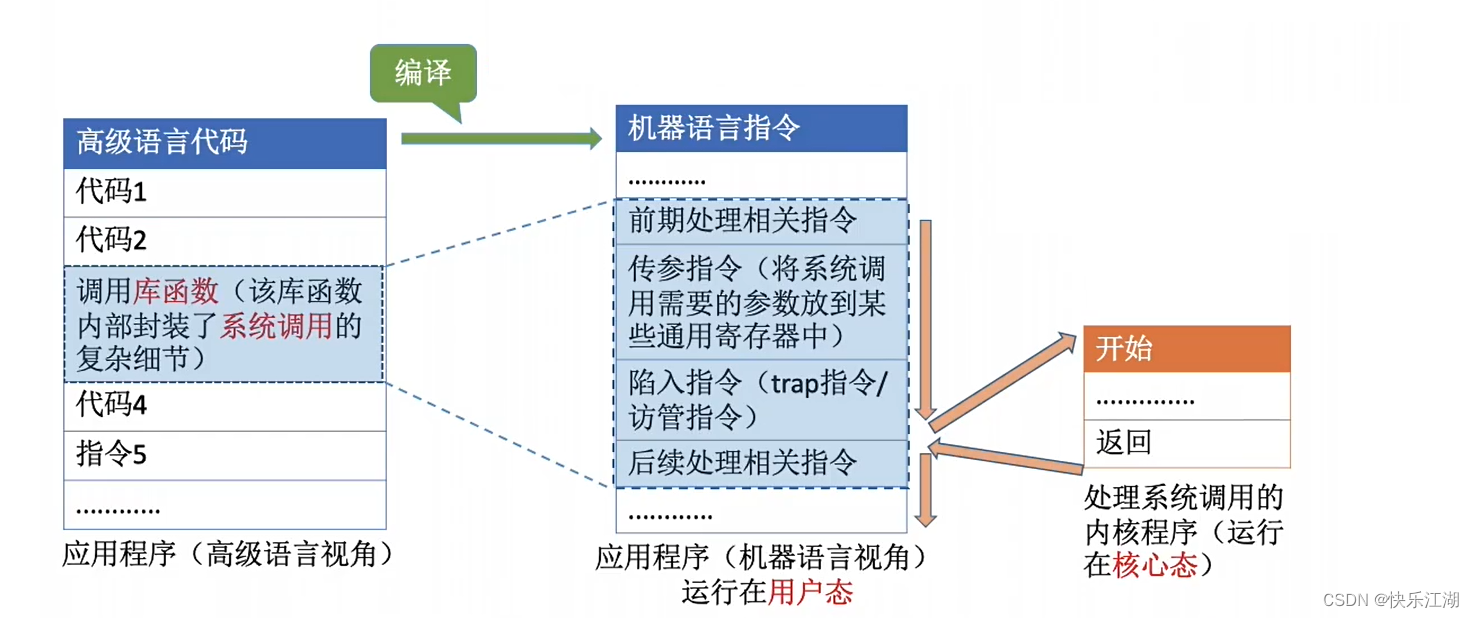 编译
高级语言代码
代码1
代码2
调用库函数（该库函数
内部封装了系统调用的
复杂细节）
代码4
指令5
............
应用程序（高级语言视角）
机器语言指令
............
前期处理相关指令
传参指令（将系统调
用需要的参数放到某
些通用寄存器中）
陷入指令（trap指令/
访管指令）
后续处理相关指令
............
应用程序（机器语言视角）
运行在用户态
开始
..............
返回
处理系统调用的
内核程序（运行
在核心态）
CSDN @快乐江湖